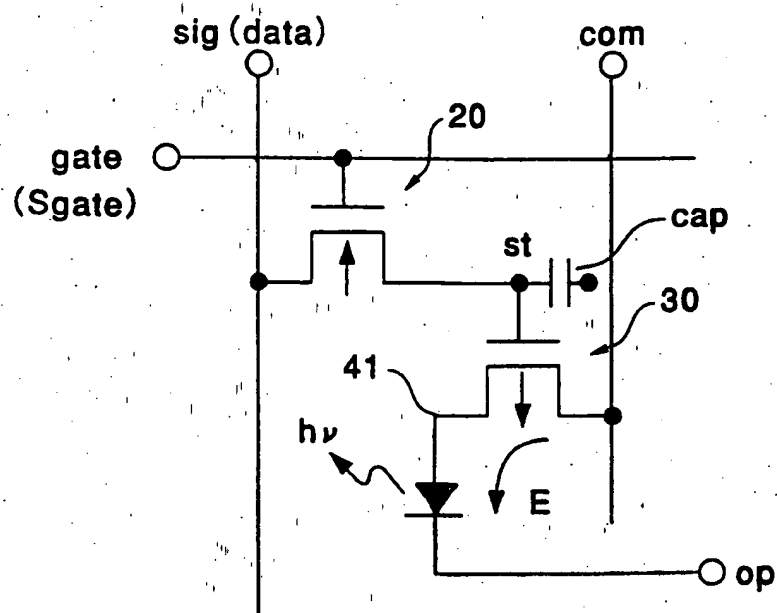 sig (data)
com
20
gate
(Sgate)
st
cap
30
41
hν
E
op